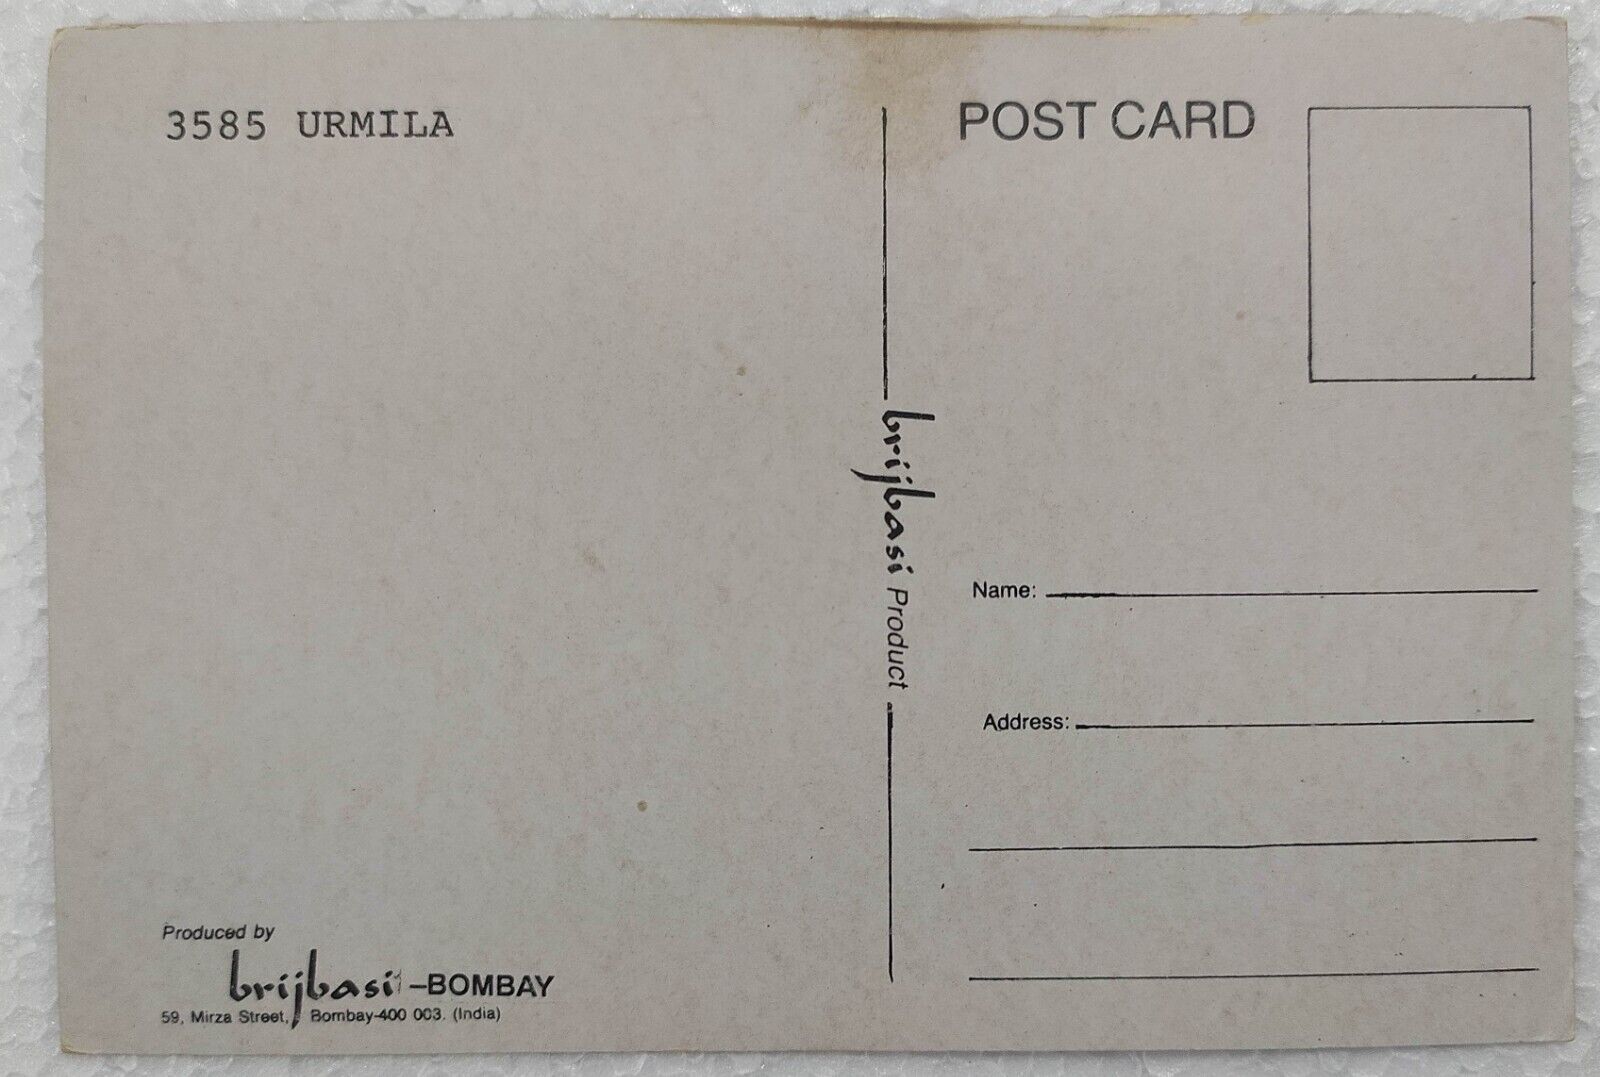 3585 URMILA
Produced by
brijbasi -BOMBAY
59, Mirza Street, Bombay-400 003. (India)
brijbasi Product
POST CARD
Name:
Address: